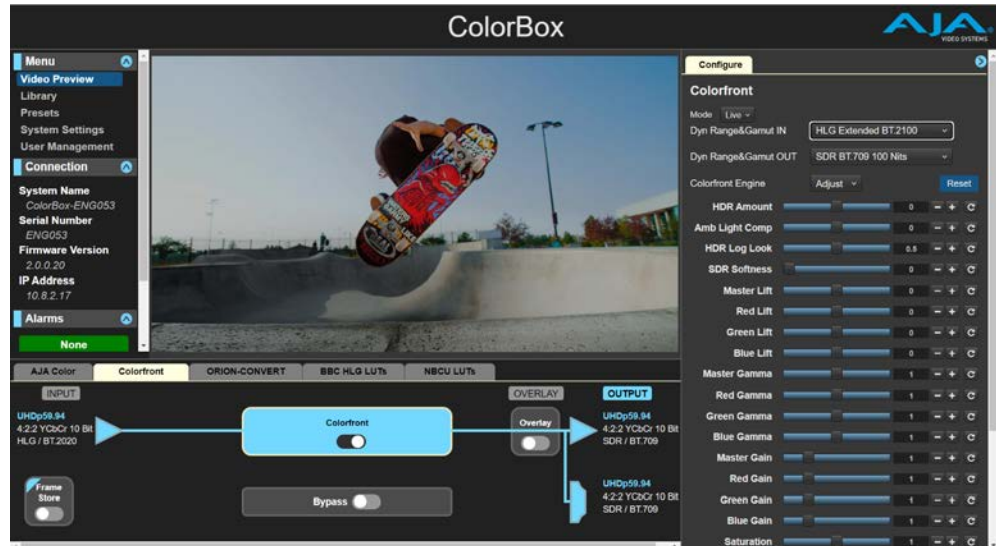 ColorBox
AJA
VIDEO SYSTEMS
Menu
Video Preview
Library
Presets
System Settings
User Management
Connection
System Name
ColorBox-ENG053
Serial Number
ENG053
Firmware Version
2.0.0.20
IP Address
10.8.2.17
Alarms
None
Configure
Colorfront
Mode Live
Dyn Range&Gamut IN HLG Extended BT.2100
Dyn Range&Gamut OUT SDR BT.709 100 Nits
Colorfront Engine Adjust Reset
HDR Amount 0 - + C
Amb Light Comp 0 - + C
HDR Log Look 0.5 - + C
SDR Softness 0 - + C
Master Lift 0 - + C
Red Lift 0 - + C
Green Lift 0 - + C
Blue Lift 0 - + C
Master Gamma 1 - + C
Red Gamma 1 - + C
Green Gamma 1 - + C
Blue Gamma 1 - + C
Master Gain 1 - + C
Red Gain 1 - + C
Green Gain 1 - + C
Blue Gain 1 - + C
Saturation 1 - + C
AJA Color Colorfront ORION-CONVERT BBC HLG LUTs NBCU LUTs
INPUT OVERLAY OUTPUT
UHDp59.94
4:2:2 YCbCr 10 Bit
HLG / BT.2020
Colorfront
Overlay
UHDp59.94
4:2:2 YCbCr 10 Bit
SDR / BT.709
Frame
Store
Bypass
UHDp59.94
4:2:2 YCbCr 10 Bit
SDR / BT.709